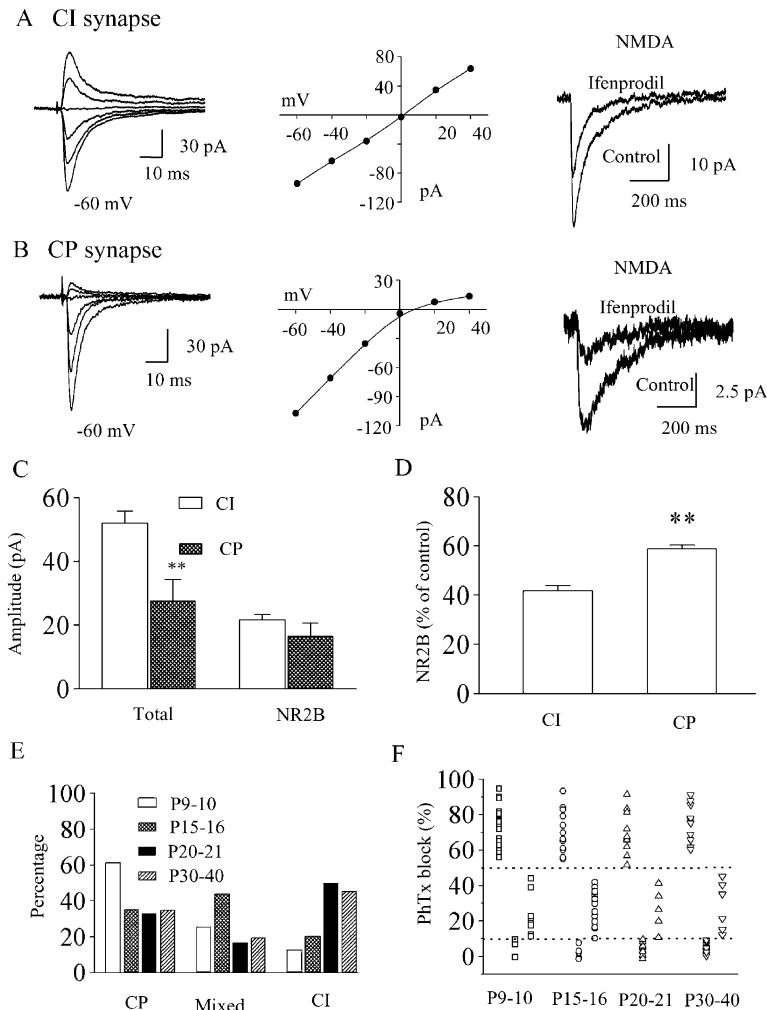 A CI synapse
-60 mV
30 pA
10 ms
80
40
mV
-60 -40 -20
20 40
-80
-120
pA
NMDA
Ifenprodil
Control
10 pA
200 ms
B CP synapse
-60 mV
30 pA
10 ms
30
mV
-60 -40 -20
20 40
-60
-90
-120
pA
NMDA
Ifenprodil
Control
2.5 pA
200 ms
C
Amplitude (pA)
60
40
20
0
CI
CP
**
Total NR2B
D
NR2B (% of control)
80
60
40
20
0
**
CI CP
E
Percentage
100
80
60
40
20
0
P9-10
P15-16
P20-21
P30-40
CP Mixed CI
F
PhTx block (%)
100
80
60
40
20
0
P9-10 P15-16 P20-21 P30-40